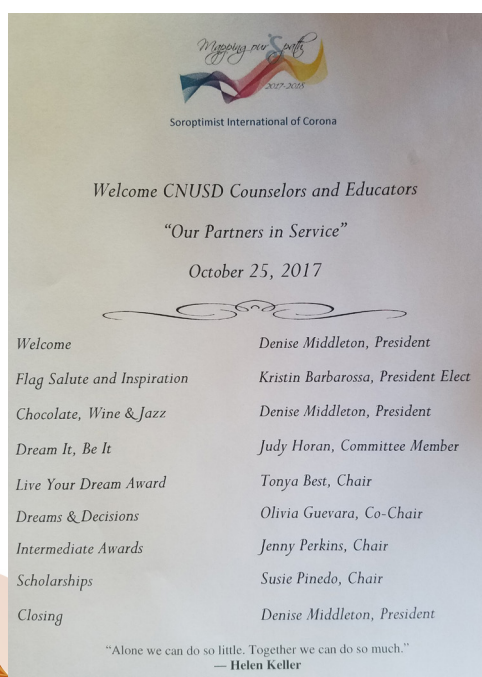 Mapping our path
2017-2018
Soroptimist International of Corona
Welcome CNUSD Counselors and Educators
“Our Partners in Service”
October 25, 2017
Welcome Denise Middleton, President
Flag Salute and Inspiration Kristin Barbarossa, President Elect
Chocolate, Wine & Jazz Denise Middleton, President
Dream It, Be It Judy Horan, Committee Member
Live Your Dream Award Tonya Best, Chair
Dreams & Decisions Olivia Guevara, Co-Chair
Intermediate Awards Jenny Perkins, Chair
Scholarships Susie Pinedo, Chair
Closing Denise Middleton, President
“Alone we can do so little. Together we can do so much.”
— Helen Keller